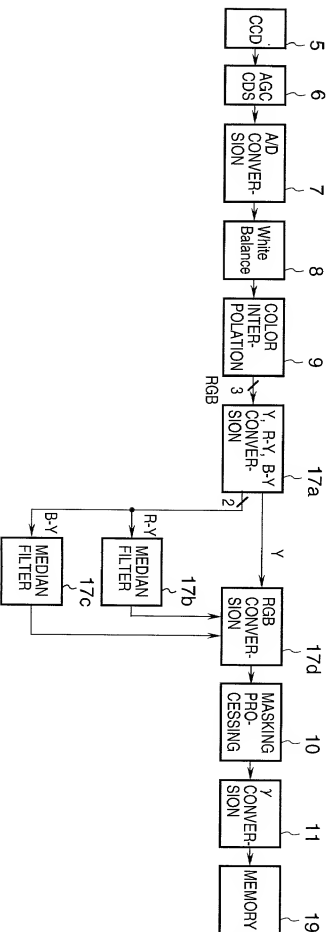 CCD
5
AGC
CDS
6
A/D
CONVER-
SION
7
White
Balance
8
COLOR
INTER-
POLATION
9
3
RGB
Y, R-Y, B-Y
CONVER-
SION
17a
2
Y
R-Y
B-Y
MEDIAN
FILTER
17b
MEDIAN
FILTER
17c
RGB
CONVER-
SION
17d
MASKING
PRO-
CESSING
10
γ
CONVER-
SION
11
MEMORY
19